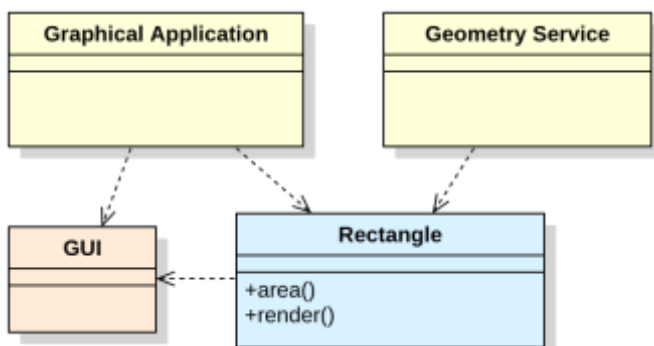 Graphical Application
Geometry Service
GUI
Rectangle
+area()
+render()